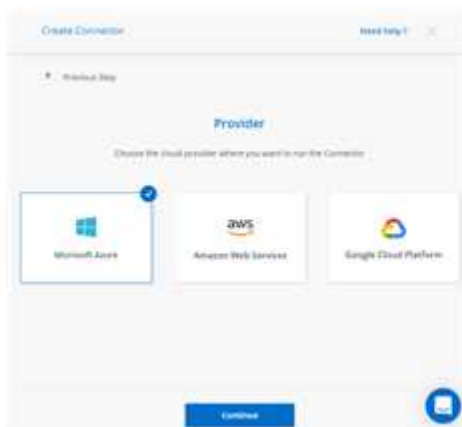 Create Connector
Need help?
Previous Step
Provider
Choose the cloud provider where you want to run the Connector
aws
Microsoft Azure
Amazon Web Services
Google Cloud Platform
Continue